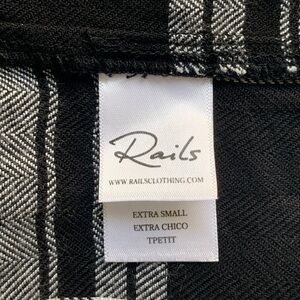 Rails
WWW.RAILSCLOTHING.COM
EXTRA SMALL
EXTRA CHICO
TPETIT